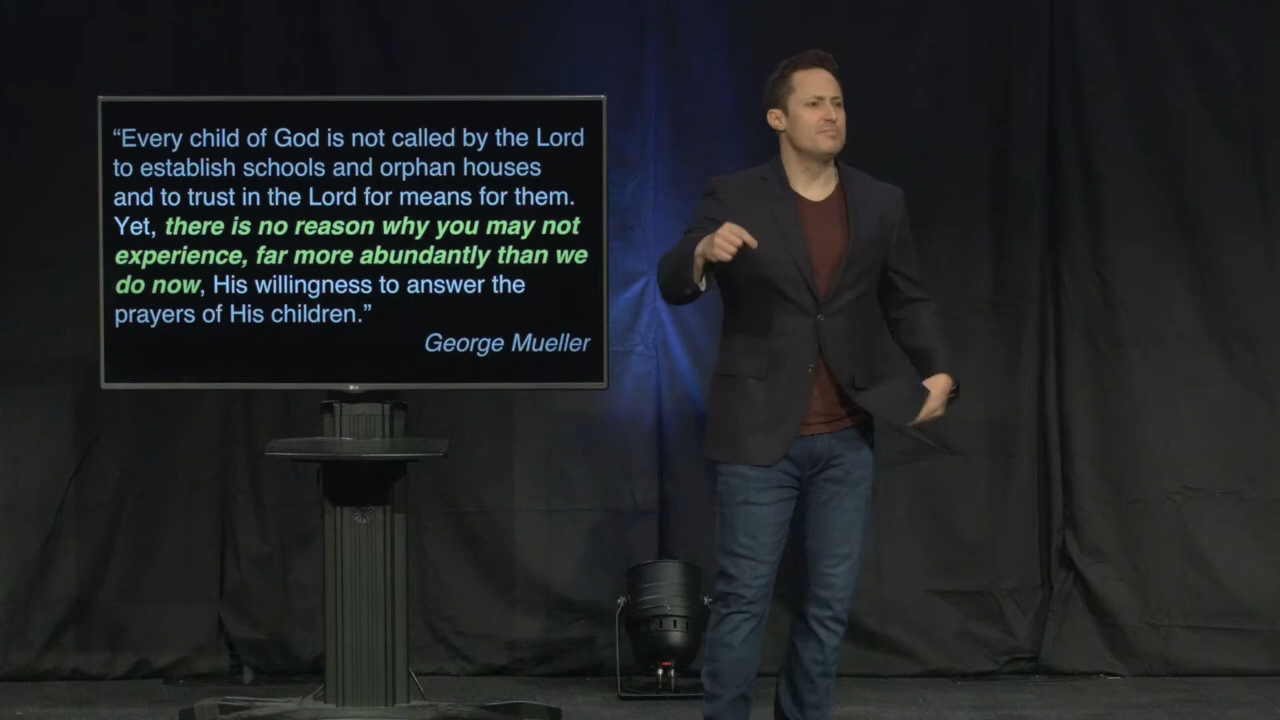 “Every child of God is not called by the Lord
to establish schools and orphan houses
and to trust in the Lord for means for them.
Yet, there is no reason why you may not
experience, far more abundantly than we
do now, His willingness to answer the
prayers of His children.”
George Mueller
LG